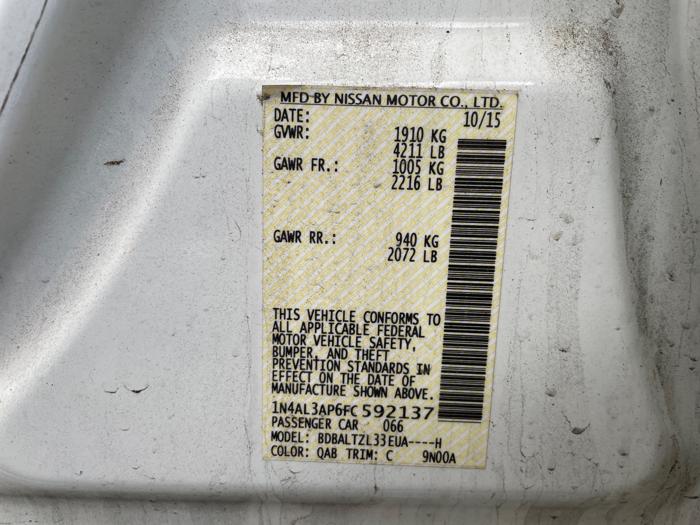 MFD BY NISSAN MOTOR CO., LTD.
DATE: 10/15
GVWR: 1910 KG
4211 LB
GAWR FR.: 1005 KG
2216 LB
GAWR RR.: 940 KG
2072 LB
THIS VEHICLE CONFORMS TO
ALL APPLICABLE FEDERAL
MOTOR VEHICLE SAFETY,
BUMPER, AND THEFT
PREVENTION STANDARDS IN
EFFECT ON THE DATE OF
MANUFACTURE SHOWN ABOVE.
1N4AL3AP6FC592137
PASSENGER CAR 066
MODEL: BDBALTZL33EUA----H
COLOR: QAB TRIM: C 9N00A